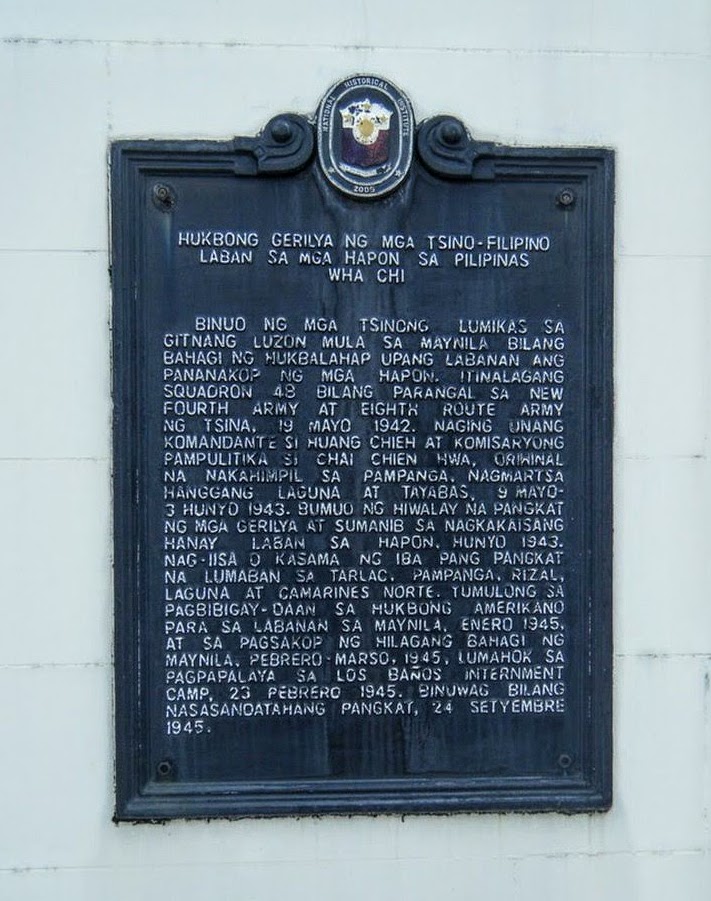 NATIONAL HISTORICAL INSTITUTE
2005
HUKBONG GERILYA NG MGA TSINO-FILIPINO
LABAN SA MGA HAPON SA PILIPINAS
WHA CHI
BINUO NG MGA TSINONG LUMIKAS SA
GITNANG LUZON MULA SA MAYNILA BILANG
BAHAGI NG HUKBALAHAP UPANG LABANAN ANG
PANANAKOP NG MGA HAPON. ITINALAGANG
SQUADRON 48 BILANG PARANGAL SA NEW
FOURTH ARMY AT EIGHTH ROUTE ARMY
NG TSINA, 19 MAYO 1942. NAGING UNANG
KOMANDANTE SI HUANG CHIEH AT KOMISARYONG
PAMPULITIKA SI CHAI CHIEN HWA, ORIHINAL
NA NAKAHIMPIL SA PAMPANGA, NAGMARTSA
HANGGANG LAGUNA AT TAYABAS, 9 MAYO-
3 HUNYO 1943. BUMUO NG HIWALAY NA PANGKAT
NG MGA GERILYA AT SUMANIB SA NAGKAKAISANG
HANAY LABAN SA HAPON, HUNYO 1943.
NAG-IISA O KASAMA NG IBA PANG PANGKAT
NA LUMABAN SA TARLAC, PAMPANGA, RIZAL,
LAGUNA AT CAMARINES NORTE. TUMULONG SA
PAGBIBIGAY-DAAN SA HUKBONG AMERIKANO
PARA SA LABANAN SA MAYNILA, ENERO 1945,
AT SA PAGSAKOP NG HILAGANG BAHAGI NG
MAYNILA, PEBRERO-MARSO, 1945, LUMAHOK SA
PAGPAPALAYA SA LOS BAÑOS INTERNMENT
CAMP, 23 PEBRERO 1945. BINUWAG BILANG
NASASANDATAHANG PANGKAT, 24 SETYEMBRE
1945.